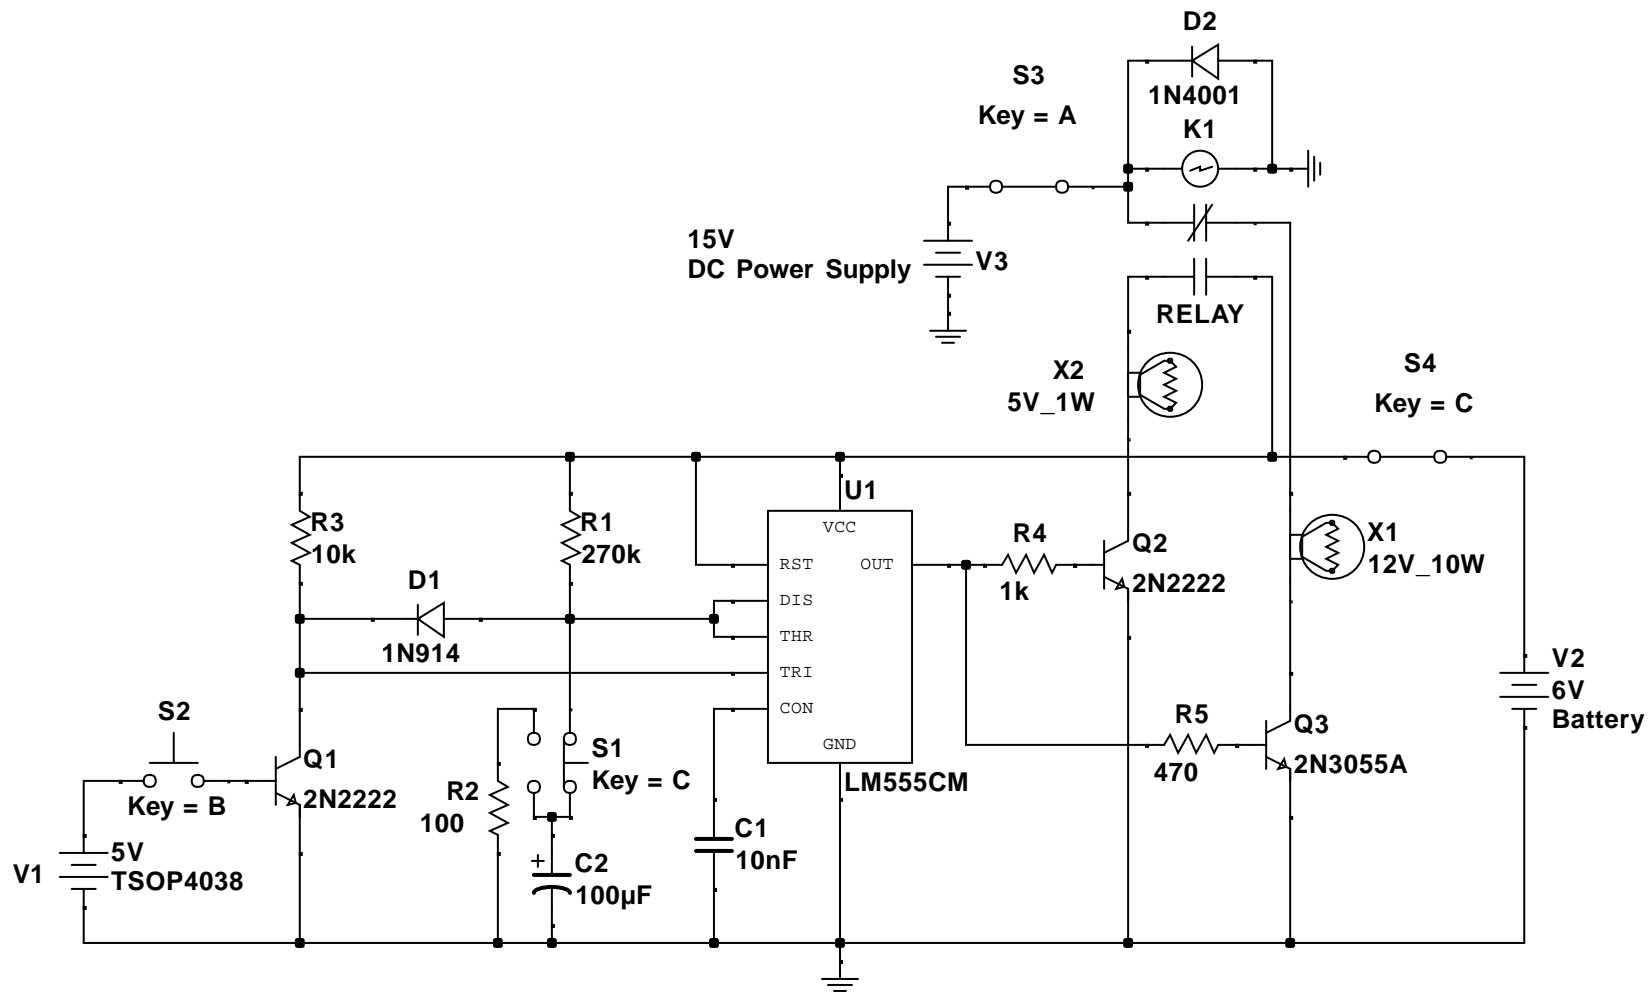 D2
1N4001
K1
S3
Key = A
15V
DC Power Supply
V3
RELAY
X2
5V_1W
S4
Key = C
U1
VCC
RST
OUT
DIS
THR
TRI
CON
GND
LM555CM
R3
10k
R1
270k
D1
1N914
R4
1k
Q2
2N2222
X1
12V_10W
S2
Key = B
Q1
2N2222
V1
5V
TSOP4038
R2
100
S1
Key = C
+
C2
100µF
C1
10nF
R5
470
Q3
2N3055A
V2
6V
Battery